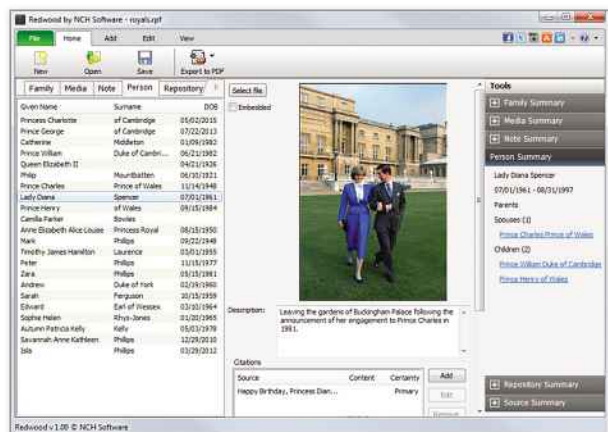 Redwood by NCH Software - royals.rpf
File Home Add Edit View
New Open Save Export to PDF
Family Media Note Person Repository
Given Name Surname DOB
Princess Charlotte of Cambridge 05/02/2015
Prince George of Cambridge 07/22/2013
Catherine Middleton 01/09/1982
Prince William Duke of Cambri... 06/21/1982
Queen Elizabeth II 04/21/1926
Philip Mountbatten 06/10/1921
Prince Charles Prince of Wales 11/14/1948
Lady Diana Spencer 07/01/1961
Prince Henry of Wales 09/15/1984
Camilla Parker Bowles
Anne Elizabeth Alice Louise Princess Royal 08/15/1950
Mark Phillips 09/22/1948
Timothy James Hamilton Laurence 03/01/1955
Peter Phillips 11/15/1977
Zara Phillips 05/15/1981
Andrew Duke of York 02/19/1960
Sarah Ferguson 10/15/1959
Edward Earl of Wessex 03/10/1964
Sophie Helen Rhys-Jones 01/20/1965
Autumn Patricia Kelly Kelly 05/03/1978
Savannah Anne Kathleen Phillips 12/29/2010
Isla Phillips 03/29/2012
Select file
Embedded
Description: Leaving the gardens of Buckingham Palace following the
announcement of her engagement to Prince Charles in
1981.
Citations
Source Content Certainty
Happy Birthday, Princess Dian... Primary
Add
Edit
Remove
Tools
Family Summary
Media Summary
Note Summary
Person Summary
Lady Diana Spencer
07/01/1961 - 08/31/1997
Parents
Spouses (1)
Prince Charles Prince of Wales
Children (2)
Prince William Duke of Cambridge
Prince Henry of Wales
Repository Summary
Source Summary
Redwood v 1.00 © NCH Software